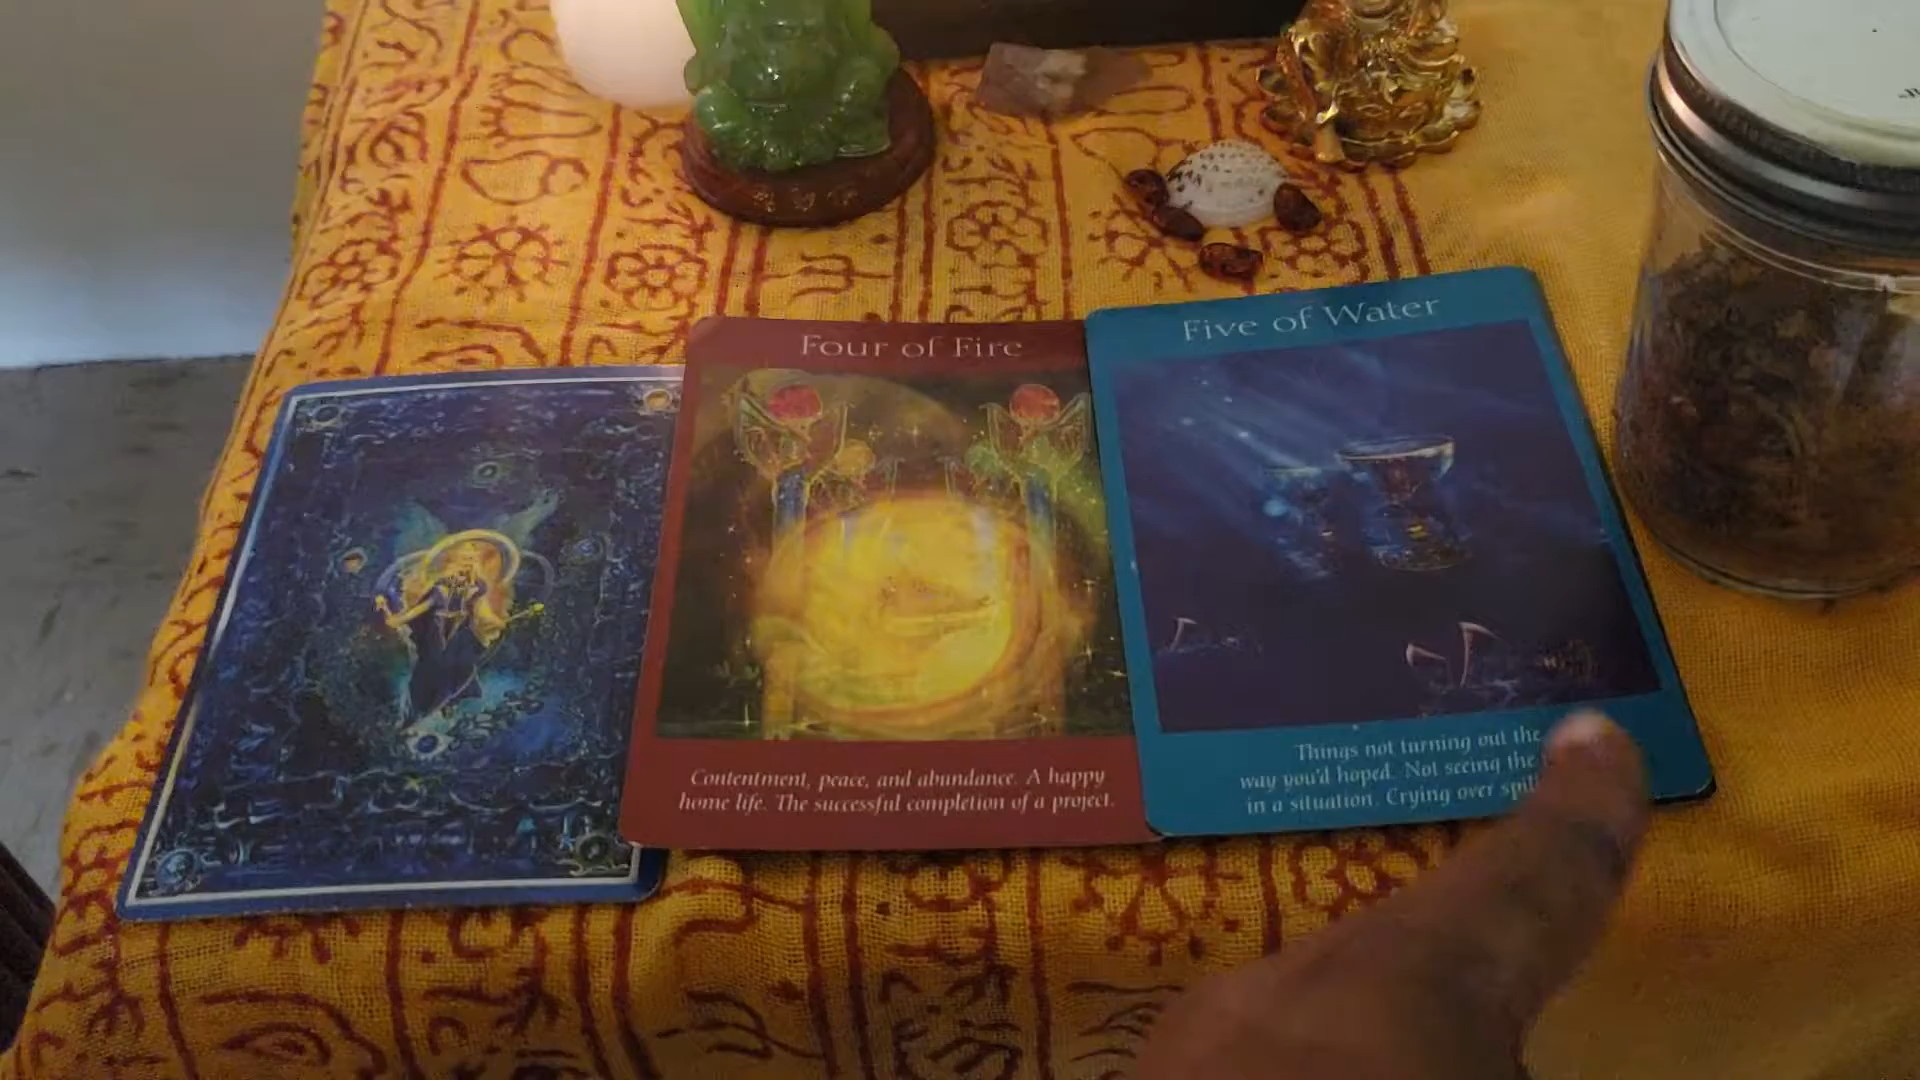 Four of Fire
Five of Water
Contentment, peace, and abundance. A happy
home life. The successful completion of a project.
Things not turning out the
way you'd hoped. Not seeing the
in a situation. Crying over